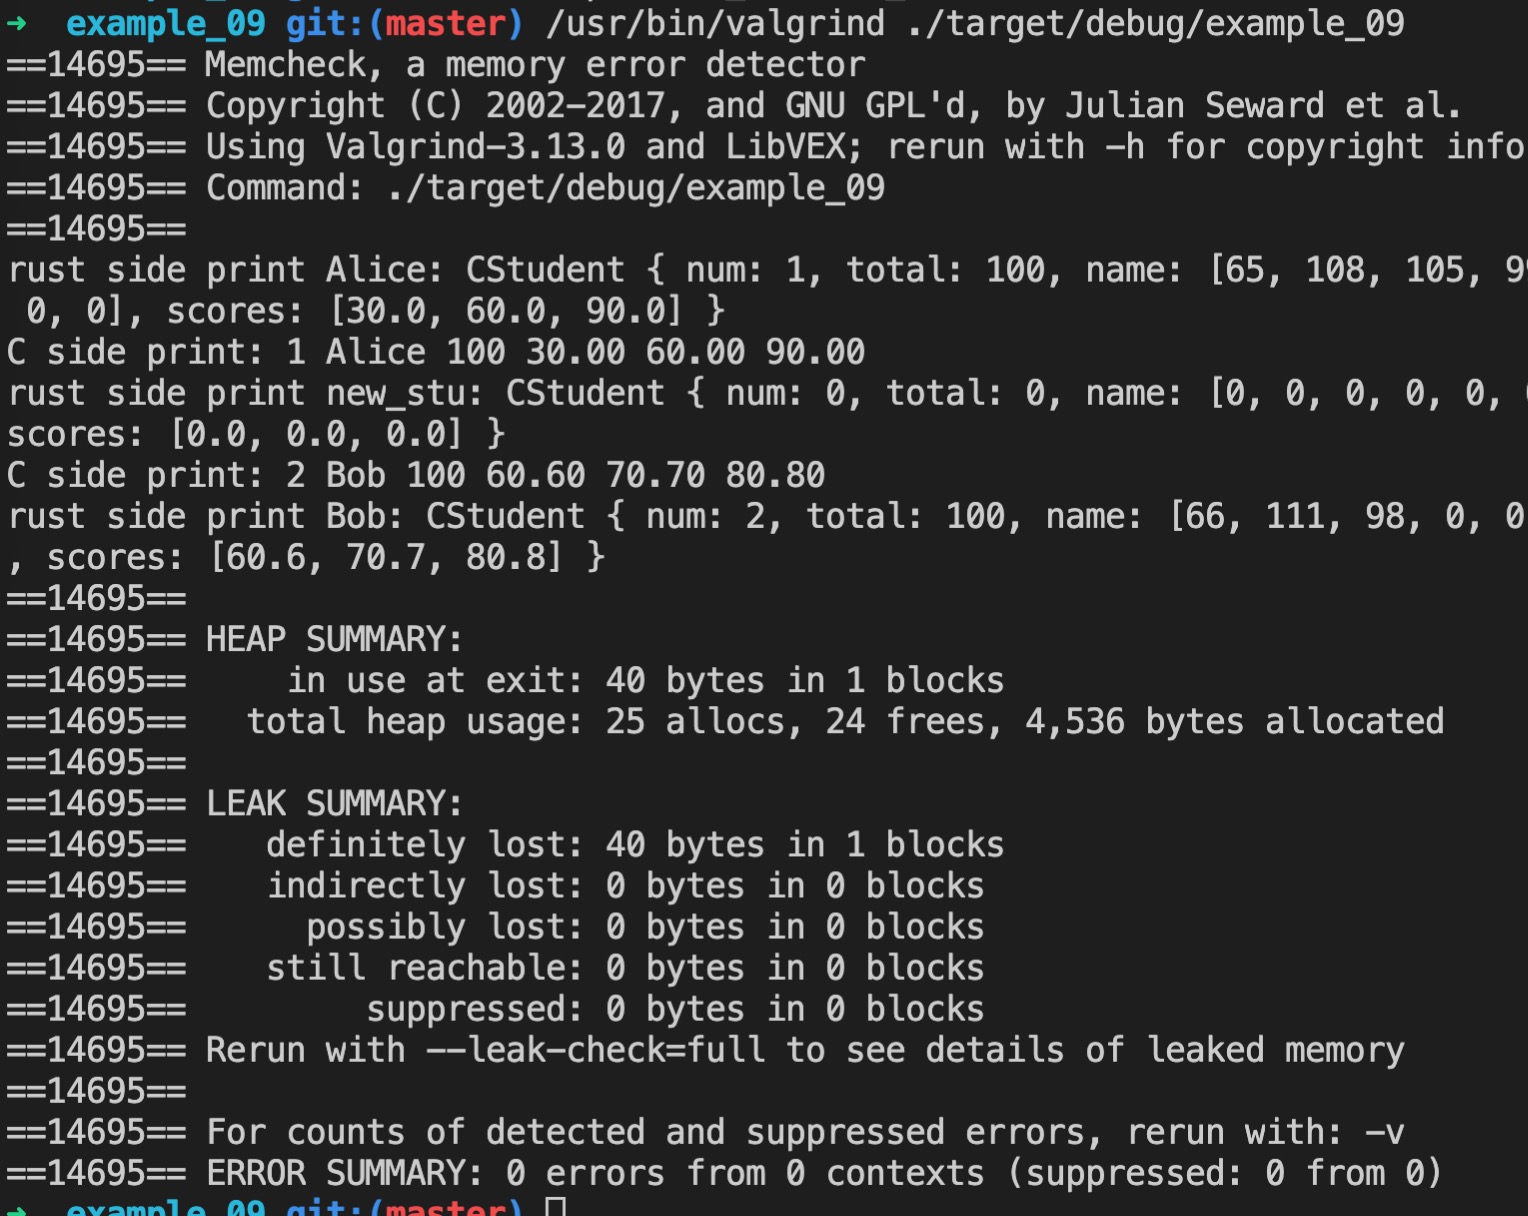 → example_09 git:(master) /usr/bin/valgrind ./target/debug/example_09
==14695== Memcheck, a memory error detector
==14695== Copyright (C) 2002-2017, and GNU GPL'd, by Julian Seward et al.
==14695== Using Valgrind-3.13.0 and LibVEX; rerun with -h for copyright info
==14695== Command: ./target/debug/example_09
==14695==
rust side print Alice: CStudent { num: 1, total: 100, name: [65, 108, 105, 99
 0, 0], scores: [30.0, 60.0, 90.0] }
C side print: 1 Alice 100 30.00 60.00 90.00
rust side print new_stu: CStudent { num: 0, total: 0, name: [0, 0, 0, 0, 0,
scores: [0.0, 0.0, 0.0] }
C side print: 2 Bob 100 60.60 70.70 80.80
rust side print Bob: CStudent { num: 2, total: 100, name: [66, 111, 98, 0, 0
, scores: [60.6, 70.7, 80.8] }
==14695==
==14695== HEAP SUMMARY:
==14695==     in use at exit: 40 bytes in 1 blocks
==14695==   total heap usage: 25 allocs, 24 frees, 4,536 bytes allocated
==14695==
==14695== LEAK SUMMARY:
==14695==    definitely lost: 40 bytes in 1 blocks
==14695==    indirectly lost: 0 bytes in 0 blocks
==14695==      possibly lost: 0 bytes in 0 blocks
==14695==    still reachable: 0 bytes in 0 blocks
==14695==         suppressed: 0 bytes in 0 blocks
==14695== Rerun with --leak-check=full to see details of leaked memory
==14695==
==14695== For counts of detected and suppressed errors, rerun with: -v
==14695== ERROR SUMMARY: 0 errors from 0 contexts (suppressed: 0 from 0)
→ example_09 git:(master)